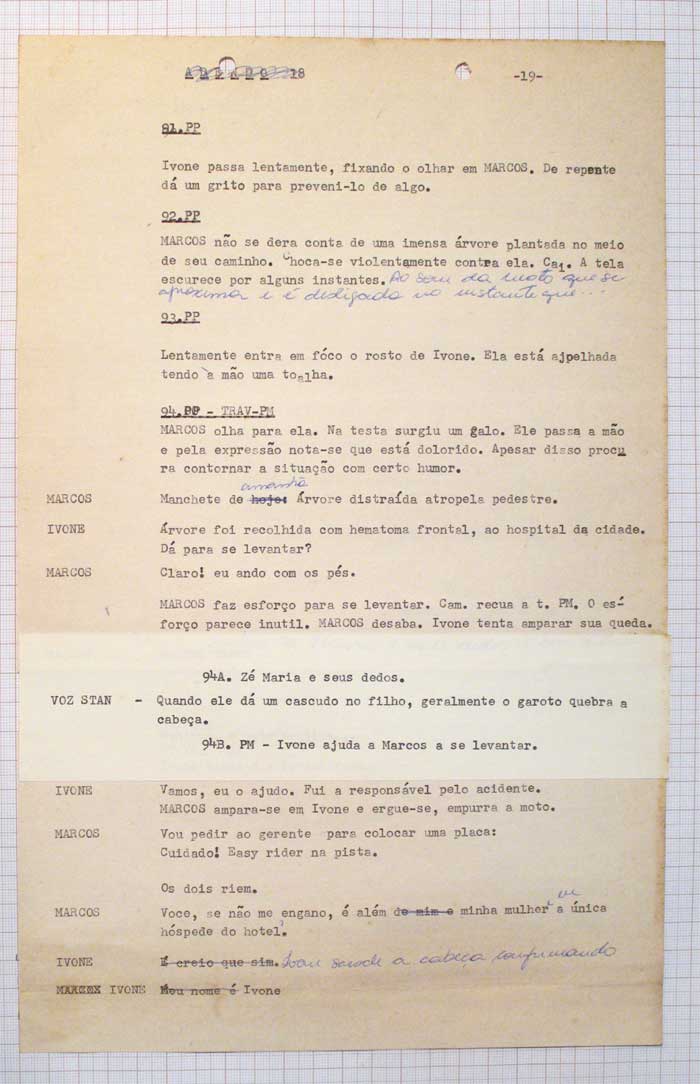 18 -19-
91.PP
Ivone passa lentamente, fixando o olhar em MARCOS. De repente
dá um grito para preveni-lo de algo.
92.PP
MARCOS não se dera conta de uma imensa árvore plantada no meio
de seu caminho. Choca-se violentamente contra ela. Cai. A tela
escurece por alguns instantes. Ao som da moto que se
aproxima e é desligada no instante que...
93.PP
Lentamente entra em fóco o rosto de Ivone. Ela está ajoelhada
tendo à mão uma toalha.
94.PP - TRAV-PM
MARCOS olha para ela. Na testa surgiu um galo. Ele passa a mão
e pela expressão nota-se que está dolorido. Apesar disso procu
ra contornar a situação com certo humor.
amanhã
MARCOS Manchete de hoje: Árvore distraída atropela pedestre.
IVONE Árvore foi recolhida com hematoma frontal, ao hospital da cidade.
Dá para se levantar?
MARCOS Claro! eu ando com os pés.
MARCOS faz esforço para se levantar. Cam. recua a t. PM. O es-
forço parece inutil. MARCOS desaba. Ivone tenta amparar sua queda.
94A. Zé Maria e seus dedos.
VOZ STAN - Quando ele dá um cascudo no filho, geralmente o garoto quebra a
cabeça.
94B. PM - Ivone ajuda a Marcos a se levantar.
IVONE Vamos, eu o ajudo. Fui a responsável pelo acidente.
MARCOS ampara-se em Ivone e ergue-se, empurra a moto.
MARCOS Vou pedir ao gerente para colocar uma placa:
Cuidado! Easy rider na pista.
Os dois riem.
MARCOS Voce, se não me engano, é além de mim e minha mulher a única
hóspede do hotel.
IVONE É creio que sim. sacode a cabeça confirmando
MARCEX IVONE Meu nome é Ivone